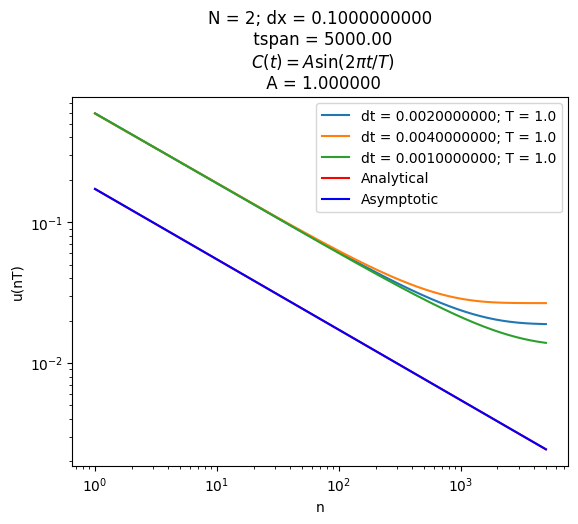 N = 2; dx = 0.1000000000
tspan = 5000.00
C(t) = A sin(2πt/T)
A = 1.000000
dt = 0.0020000000; T = 1.0
dt = 0.0040000000; T = 1.0
dt = 0.0010000000; T = 1.0
Analytical
Asymptotic
u(nT)
10⁻¹
10⁻²
10⁰
10¹
10²
10³
n